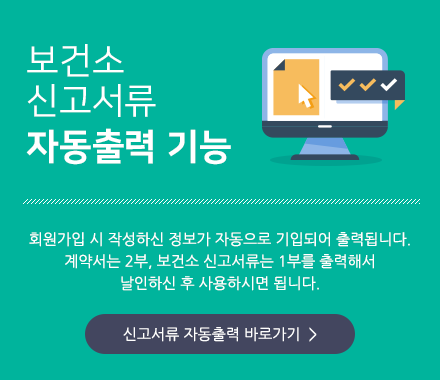 보건소
신고서류
자동출력 기능
회원가입 시 작성하신 정보가 자동으로 기입되어 출력됩니다.
계약서는 2부, 보건소 신고서류는 1부를 출력해서
날인하신 후 사용하시면 됩니다.
신고서류 자동출력 바로가기 >